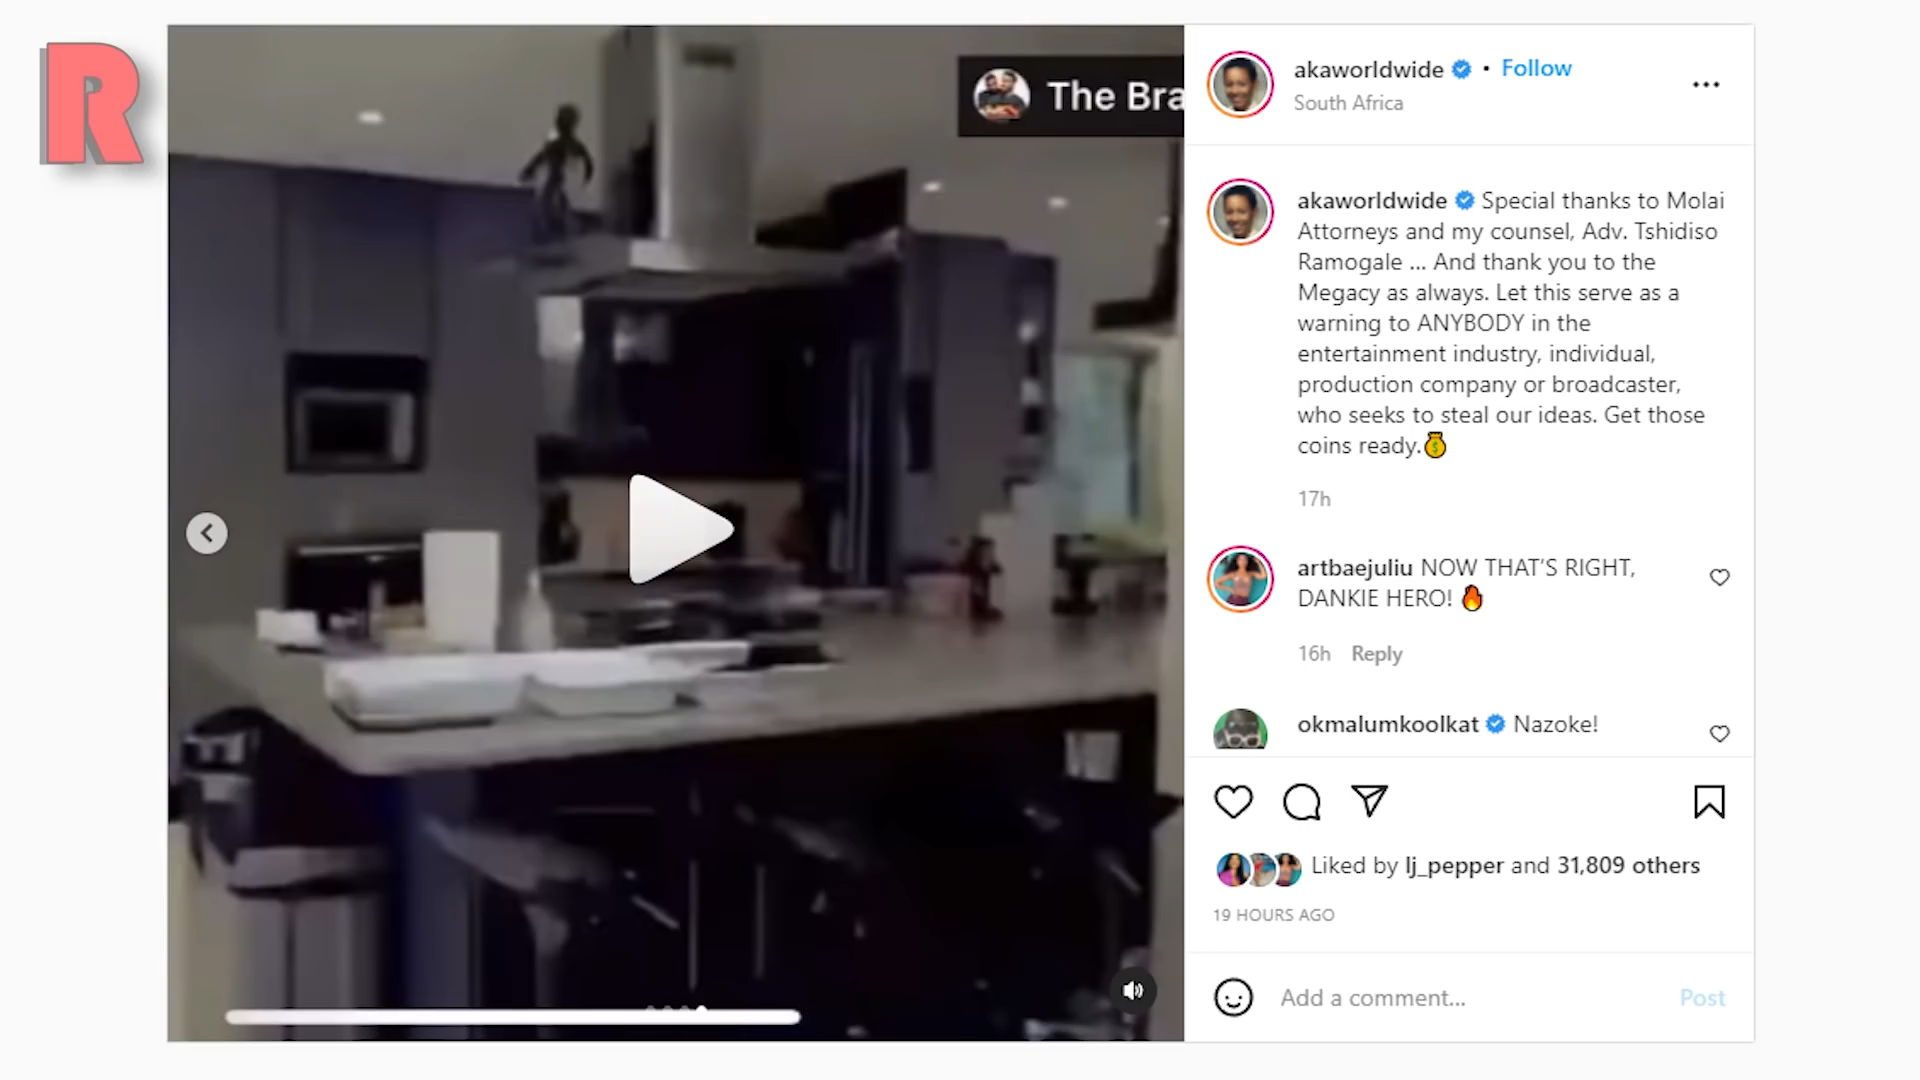 R
The Bra
akaworldwide • Follow
South Africa
akaworldwide Special thanks to Molai
Attorneys and my counsel, Adv. Tshidiso
Ramogale ... And thank you to the
Megacy as always. Let this serve as a
warning to ANYBODY in the
entertainment industry, individual,
production company or broadcaster,
who seeks to steal our ideas. Get those
coins ready.💰
17h
artbaejuliu NOW THAT'S RIGHT,
DANKIE HERO! 🔥
16h Reply
okmalumkoolkat Nazoke!
Liked by lj_pepper and 31,809 others
19 HOURS AGO
Add a comment... Post